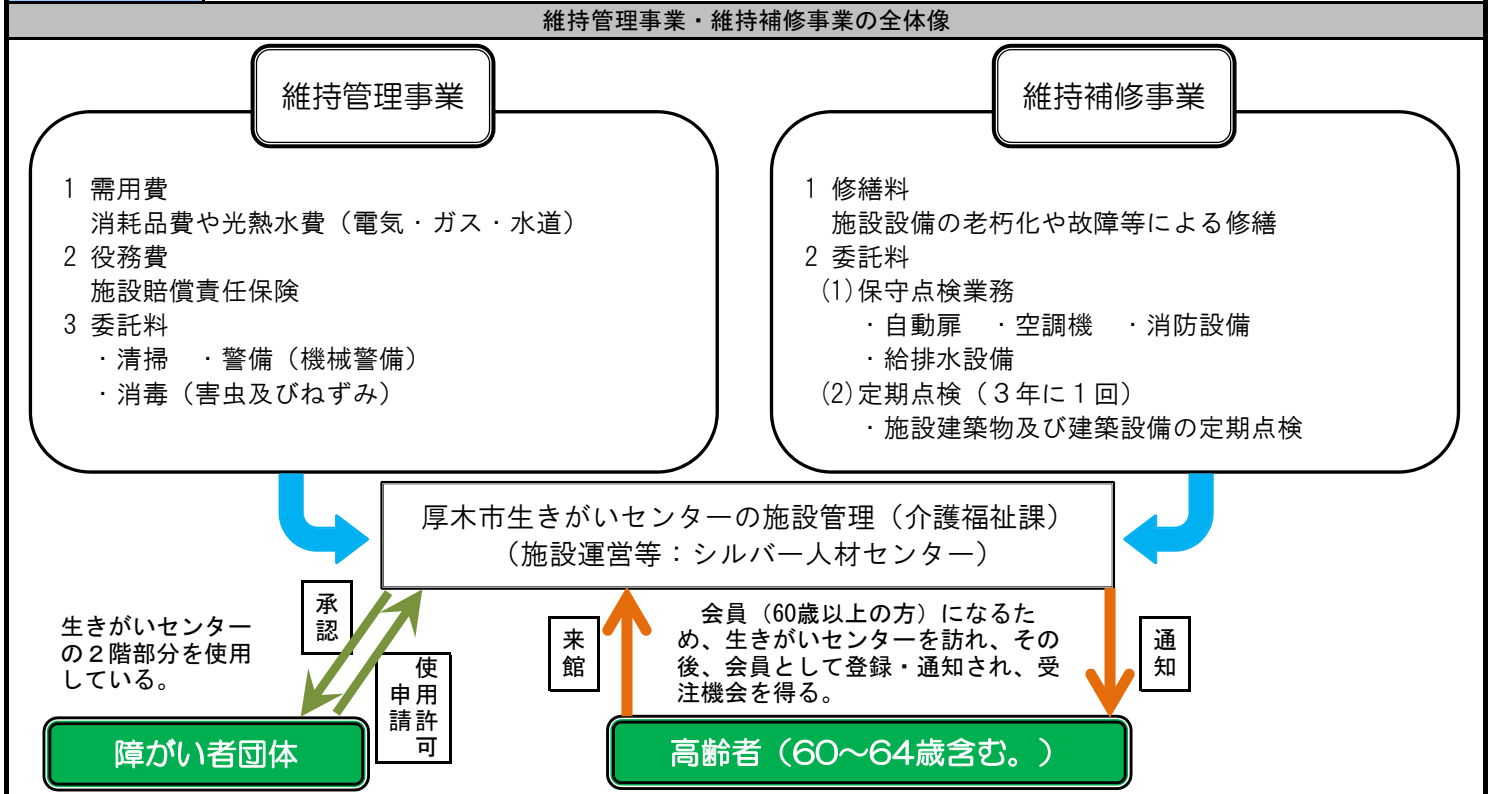 維持管理事業・維持補修事業の全体像
維持管理事業
1 需用費
消耗品費や光熱水費（電気・ガス・水道）
2 役務費
施設賠償責任保険
3 委託料
・清掃　・警備（機械警備）
・消毒（害虫及びねずみ）
維持補修事業
1 修繕料
施設設備の老朽化や故障等による修繕
2 委託料
(1)保守点検業務
・自動扉　・空調機　・消防設備
・給排水設備
(2)定期点検（３年に１回）
・施設建築物及び建築設備の定期点検
厚木市生きがいセンターの施設管理（介護福祉課）
（施設運営等：シルバー人材センター）
生きがいセンター
の２階部分を使用
している。
承認
使用許可
申請
来館
会員（60歳以上の方）になるた
め、生きがいセンターを訪れ、その
後、会員として登録・通知され、受
注機会を得る。
通知
障がい者団体
高齢者（60～64歳含む。）